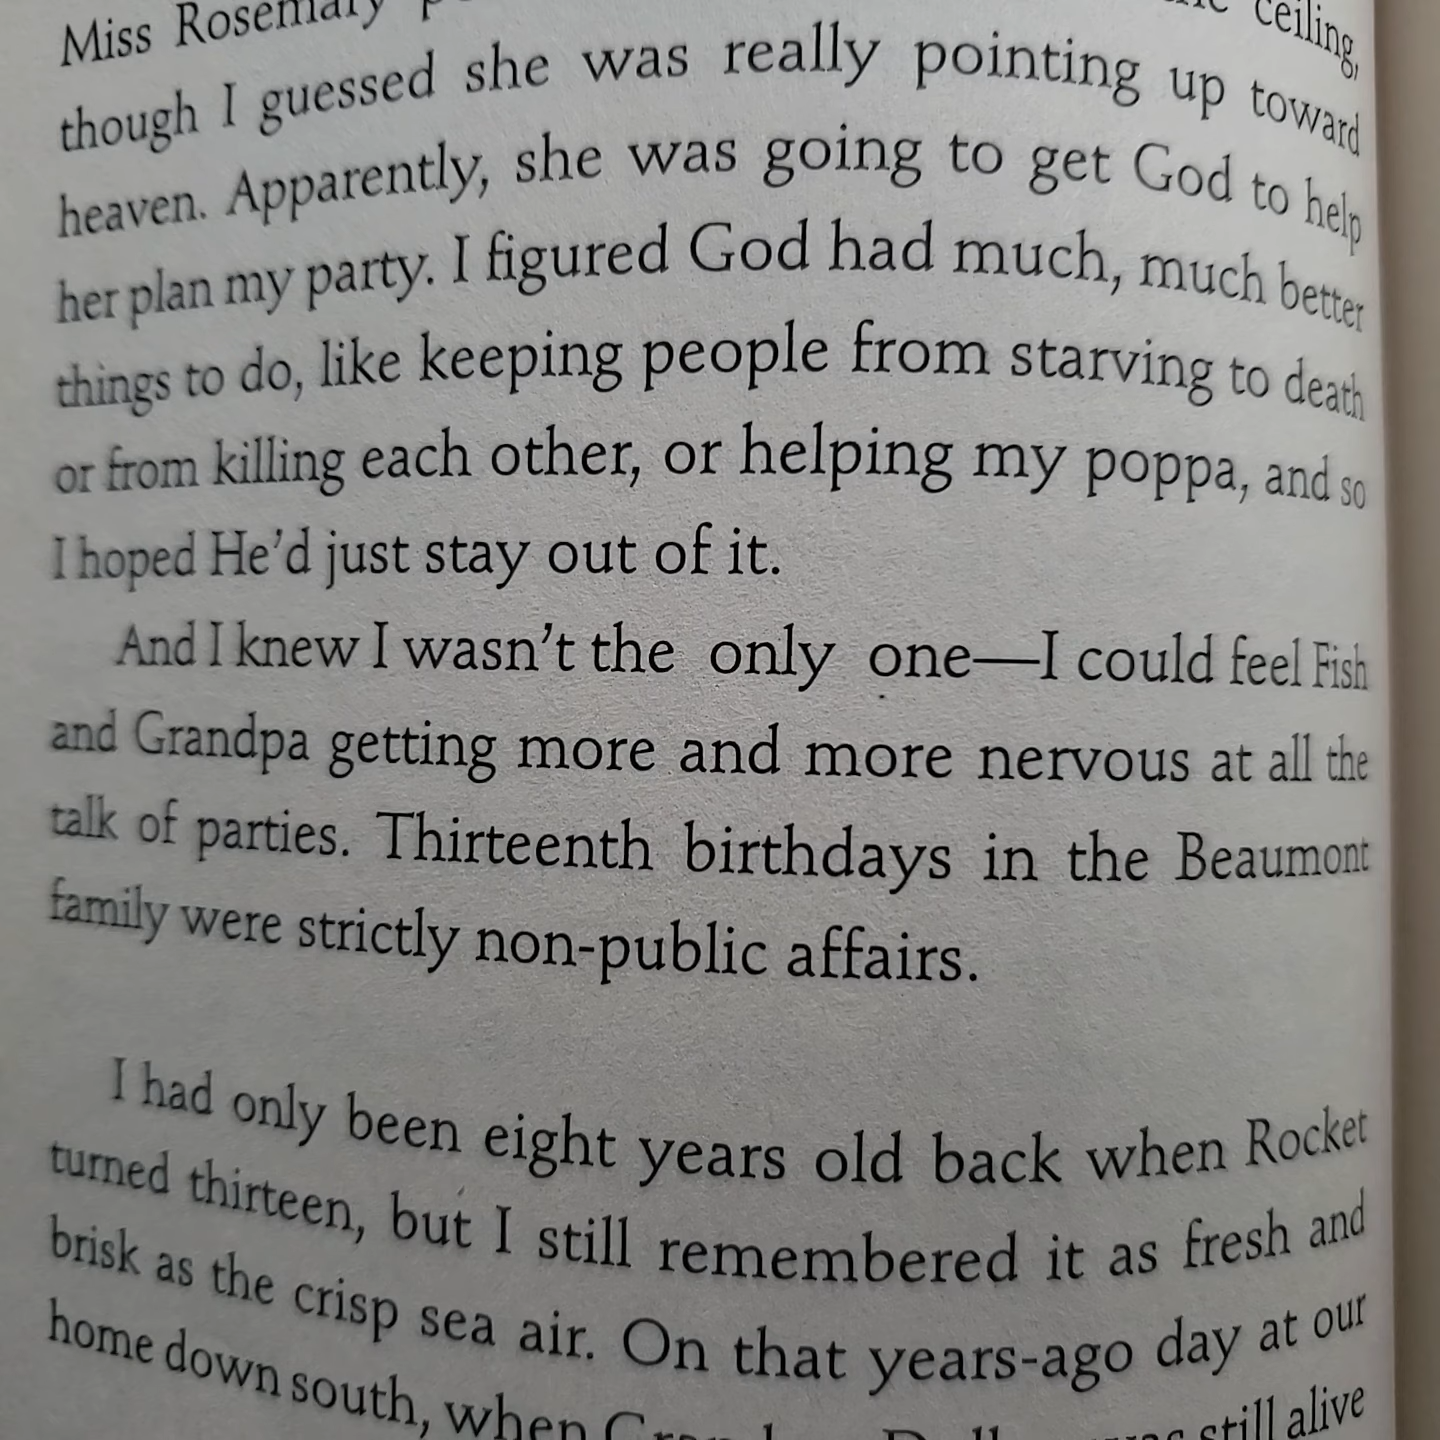 Miss Rosemary ceiling,
though I guessed she was really pointing up toward
heaven. Apparently, she was going to get God to help
her plan my party. I figured God had much, much better
things to do, like keeping people from starving to death
or from killing each other, or helping my poppa, and so
I hoped He’d just stay out of it.
And I knew I wasn’t the only one—I could feel Fish
and Grandpa getting more and more nervous at all the
talk of parties. Thirteenth birthdays in the Beaumont
family were strictly non-public affairs.
I had only been eight years old back when Rocket
turned thirteen, but I still remembered it as fresh and
brisk as the crisp sea air. On that years-ago day at our
home down south, when still alive